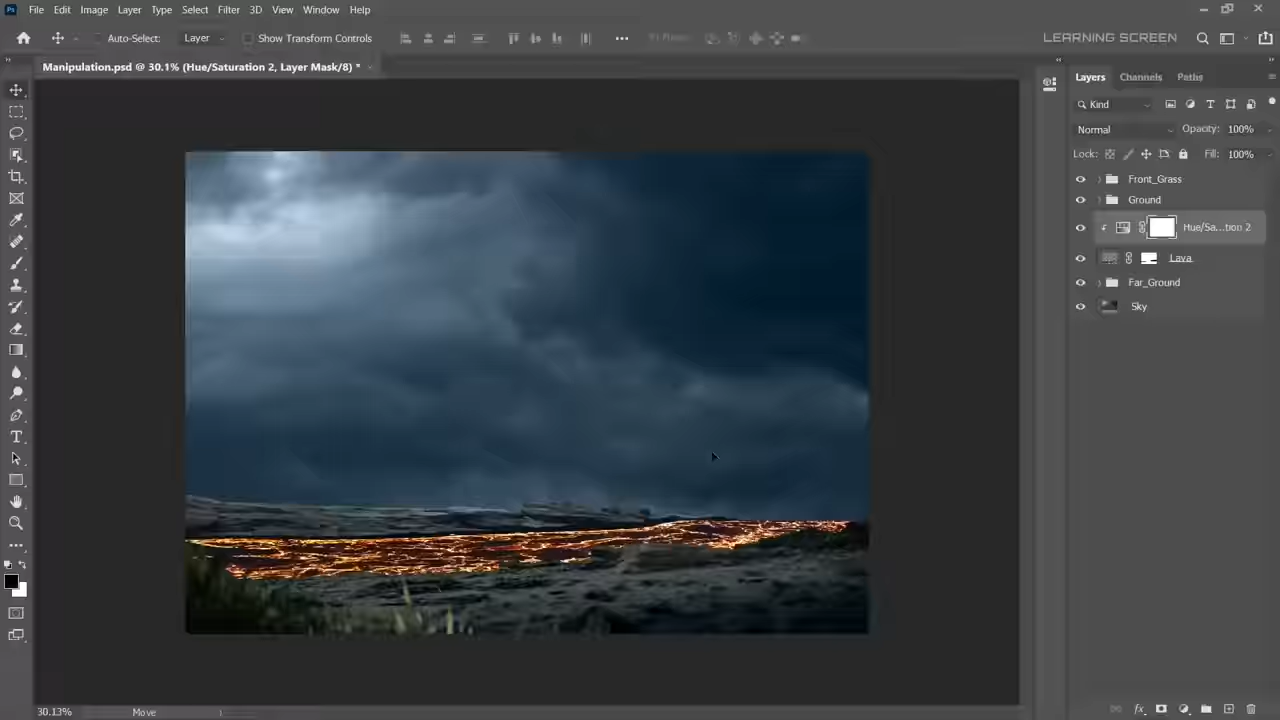 Ps File Edit Image Layer Type Select Filter 3D View Window Help
Auto-Select: Layer Show Transform Controls
LEARNING SCREEN
Manipulation.psd @ 30.1% (Hue/Saturation 2, Layer Mask/8) *
Layers Channels Paths
Kind
Normal Opacity: 100%
Lock: Fill: 100%
Front_Grass
Ground
Hue/Sa...tion 2
Lava
Far_Ground
Sky
30.13% Move